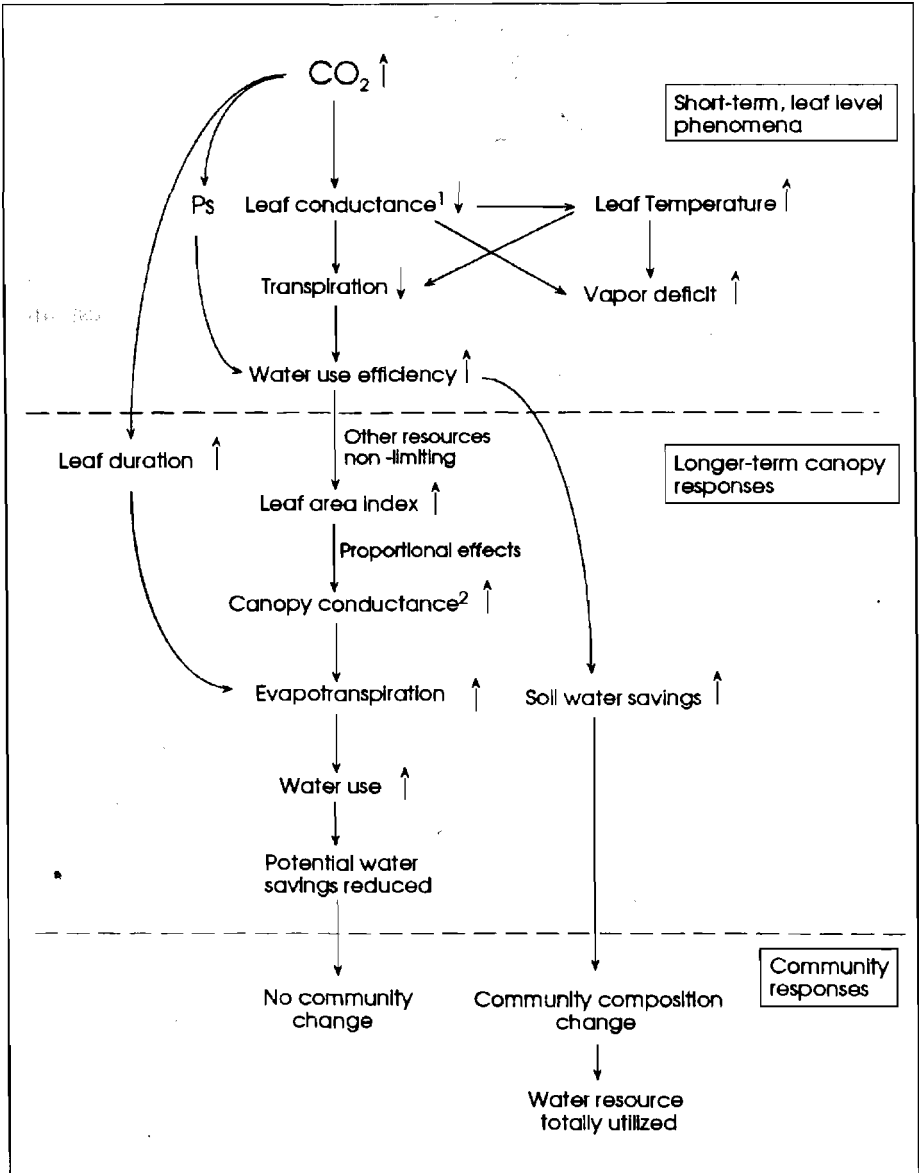 CO₂ ↑
Short-term, leaf level
phenomena
Ps
Leaf conductance¹ ↓
Leaf Temperature ↑
Transpiration ↓
Vapor deficit ↑
Water use efficiency ↑
Leaf duration ↑
Other resources
non-limiting
Longer-term canopy
responses
Leaf area index ↑
Proportional effects
Canopy conductance² ↑
Evapotranspiration ↑
Soil water savings ↑
Water use ↑
Potential water
savings reduced
Community
responses
No community
change
Community composition
change
Water resource
totally utilized